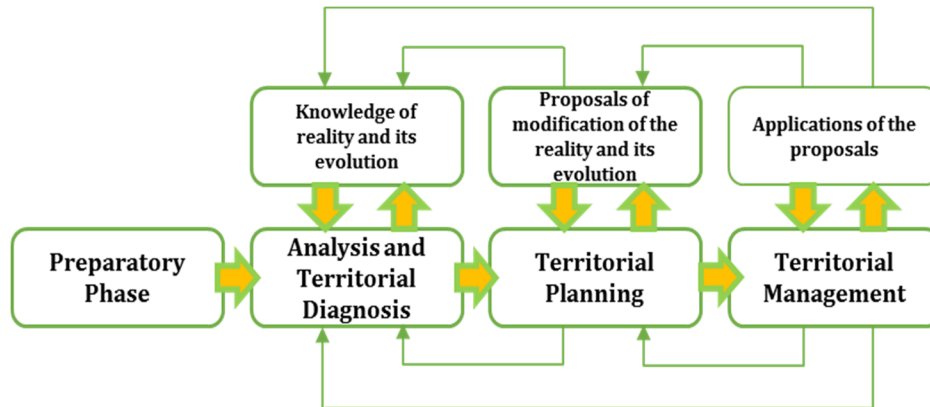 Knowledge of
reality and its
evolution
Proposals of
modification of the
reality and its
evolution
Applications of the
proposals
Preparatory
Phase
Analysis and
Territorial
Diagnosis
Territorial
Planning
Territorial
Management